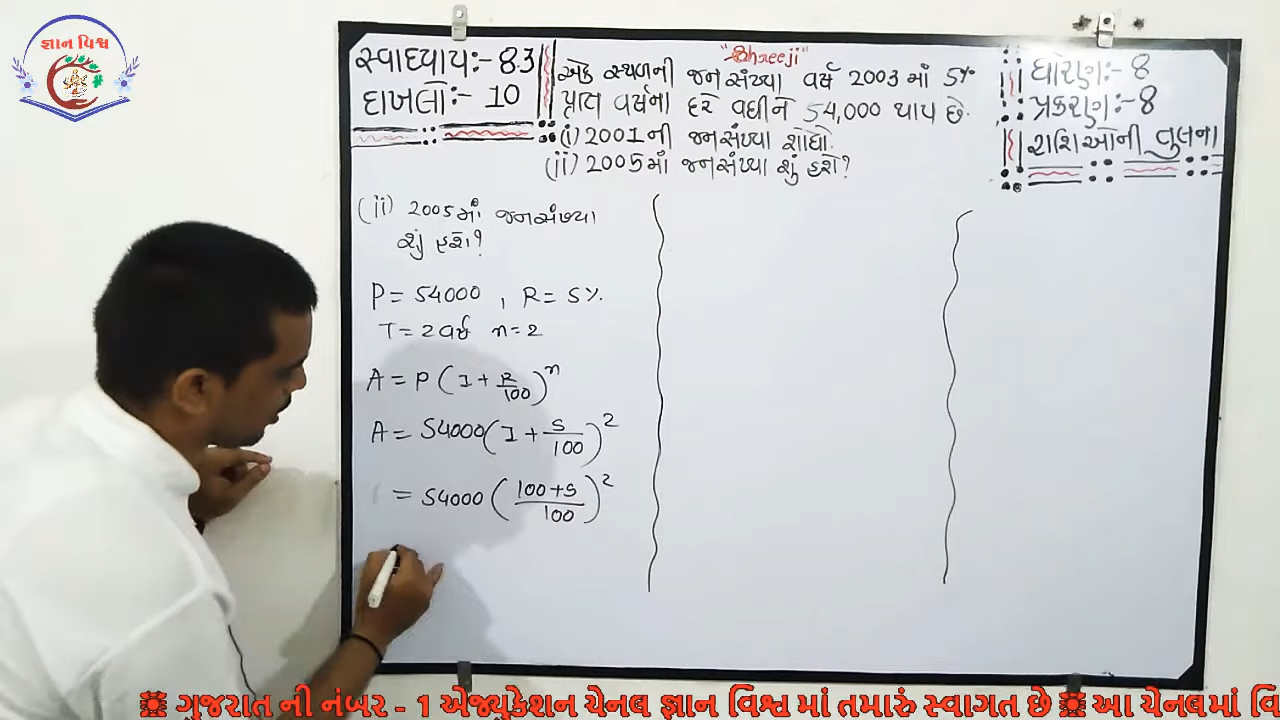 જ્ઞાન વિશ્વ
સ્વાધ્યાય:- 8.3
દાખલો:- 10
"Shreeji"
એક સ્થળની જનસંખ્યા વર્ષ 2003 માં 5%
પ્રતિ વર્ષના દરે વધીને 54,000 થાય છે.
(i) 2001ની જનસંખ્યા શોધો.
(ii) 2005માં જનસંખ્યા શું હશે?
ધોરણ:- 8
પ્રકરણ:- 8
રાશિઓની તુલના
(ii) 2005માં જનસંખ્યા
શું હશે?
P = 54000 , R = 5%
T = 2 વર્ષ n = 2
A = P (1 + R/100)^n
A = 54000 (1 + 5/100)^2
= 54000 (100+5/100)^2
ગુજરાત ની નંબર - 1 એજ્યુકેશન ચેનલ જ્ઞાન વિશ્વ માં તમારું સ્વાગત છે આ ચેનલમાં વિ